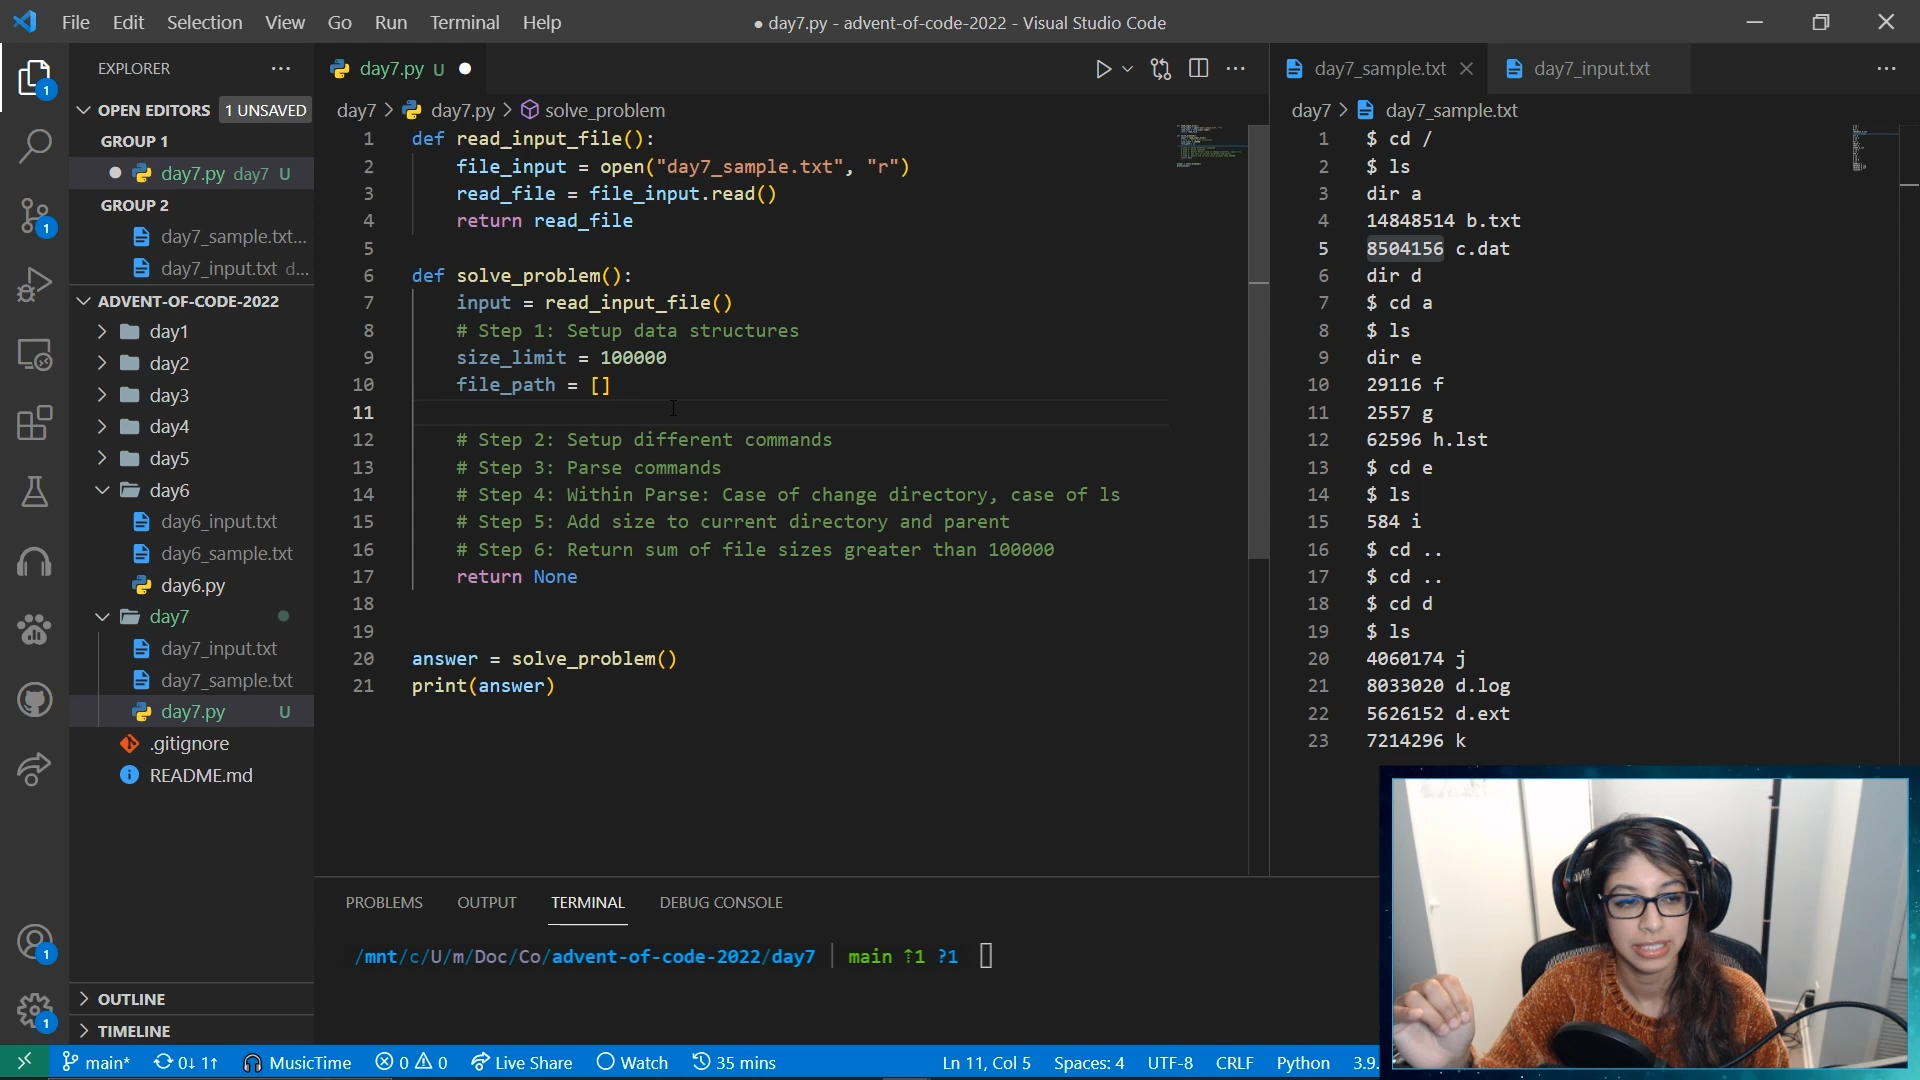 File Edit Selection View Go Run Terminal Help
● day7.py - advent-of-code-2022 - Visual Studio Code
EXPLORER
OPEN EDITORS 1 UNSAVED
GROUP 1
day7.py day7 U
GROUP 2
day7_sample.txt...
day7_input.txt d...
ADVENT-OF-CODE-2022
day1
day2
day3
day4
day5
day6
day6_input.txt
day6_sample.txt
day6.py
day7
day7_input.txt
day7_sample.txt
day7.py U
.gitignore
README.md
OUTLINE
TIMELINE
day7.py U
day7 > day7.py > solve_problem
1 def read_input_file():
2 file_input = open("day7_sample.txt", "r")
3 read_file = file_input.read()
4 return read_file
5
6 def solve_problem():
7 input = read_input_file()
8 # Step 1: Setup data structures
9 size_limit = 100000
10 file_path = []
11
12 # Step 2: Setup different commands
13 # Step 3: Parse commands
14 # Step 4: Within Parse: Case of change directory, case of ls
15 # Step 5: Add size to current directory and parent
16 # Step 6: Return sum of file sizes greater than 100000
17 return None
18
19
20 answer = solve_problem()
21 print(answer)
day7_sample.txt day7_input.txt
day7 > day7_sample.txt
1 $ cd /
2 $ ls
3 dir a
4 14848514 b.txt
5 8504156 c.dat
6 dir d
7 $ cd a
8 $ ls
9 dir e
10 29116 f
11 2557 g
12 62596 h.lst
13 $ cd e
14 $ ls
15 584 i
16 $ cd ..
17 $ cd ..
18 $ cd d
19 $ ls
20 4060174 j
21 8033020 d.log
22 5626152 d.ext
23 7214296 k
PROBLEMS OUTPUT TERMINAL DEBUG CONSOLE
/mnt/c/U/m/Doc/Co/advent-of-code-2022/day7 | main ⇡1 ?1
1
1
1
1
main* 0↓ 1↑ MusicTime 0 0 Live Share Watch 35 mins Ln 11, Col 5 Spaces: 4 UTF-8 CRLF Python 3.9.